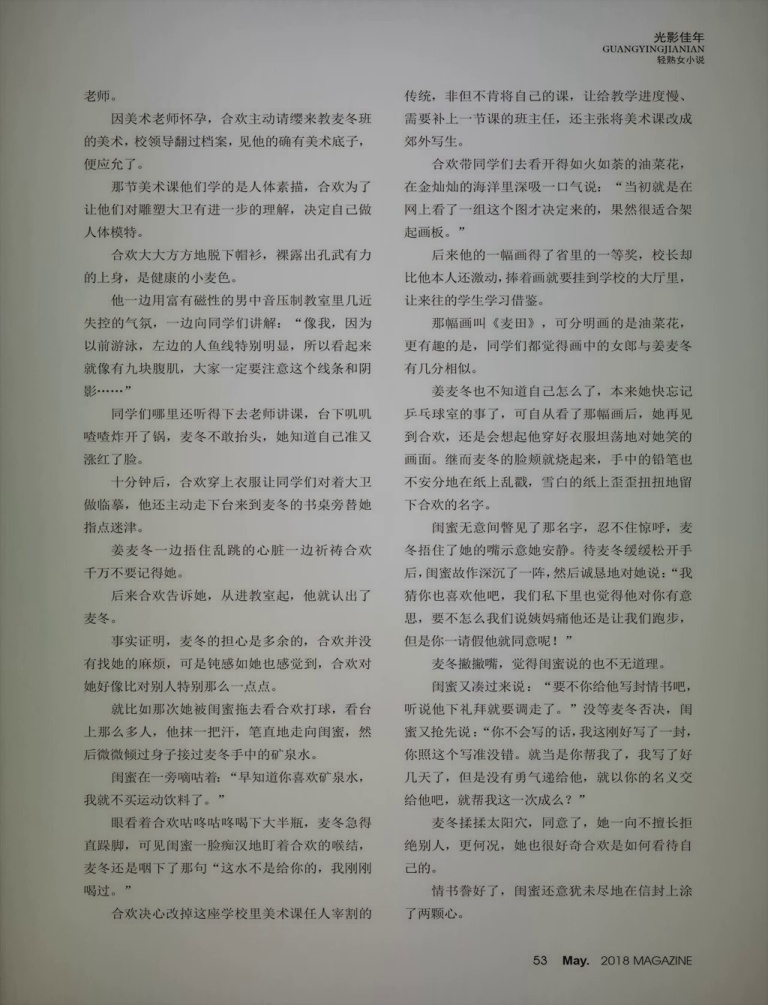 光影佳年
GUANGYINGJIANIAN
轻熟女小说
老师。
因美术老师怀孕，合欢主动请缨来教麦冬班
的美术，校领导翻过档案，见他的确有美术底子，
便应允了。
那节美术课他们学的是人体素描，合欢为了
让他们对雕塑大卫有进一步的理解，决定自己做
人体模特。
合欢大大方方地脱下帽衫，裸露出孔武有力
的上身，是健康的小麦色。
他一边用富有磁性的男中音压制教室里几近
失控的气氛，一边向同学们讲解：“像我，因为
以前游泳，左边的人鱼线特别明显，所以看起来
就像有九块腹肌，大家一定要注意这个线条和阴
影……”
同学们哪里还听得下去老师讲课，台下叽叽
喳喳炸开了锅，麦冬不敢抬头，她知道自己准又
涨红了脸。
十分钟后，合欢穿上衣服让同学们对着大卫
做临摹，他还主动走下台来到麦冬的书桌旁替她
指点迷津。
姜麦冬一边捂住乱跳的心脏一边祈祷合欢
千万不要记得她。
后来合欢告诉她，从进教室起，他就认出了
麦冬。
事实证明，麦冬的担心是多余的，合欢并没
有找她的麻烦，可是钝感如她也感觉到，合欢对
她好像比对别人特别那么一点点。
就比如那次她被闺蜜拖去看合欢打球，看台
上那么多人，他抹一把汗，笔直地走向闺蜜，然
后微微倾过身子接过麦冬手中的矿泉水。
闺蜜在一旁嘀咕着：“早知道你喜欢矿泉水，
我就不买运动饮料了。”
眼看着合欢咕咚咕咚喝下大半瓶，麦冬急得
直跺脚，可见闺蜜一脸痴汉地盯着合欢的喉结，
麦冬还是咽下了那句“这水不是给你的，我刚刚
喝过。”
合欢决心改掉这座学校里美术课任人宰割的
传统，非但不肯将自己的课，让给教学进度慢、
需要补上一节课的班主任，还主张将美术课改成
郊外写生。
合欢带同学们去看开得如火如荼的油菜花，
在金灿灿的海洋里深吸一口气说：“当初就是在
网上看了一组这个图才决定来的，果然很适合架
起画板。”
后来他的一幅画得了省里的一等奖，校长却
比他本人还激动，捧着画就要挂到学校的大厅里，
让来往的学生学习借鉴。
那幅画叫《麦田》，可分明画的是油菜花，
更有趣的是，同学们都觉得画中的女郎与姜麦冬
有几分相似。
姜麦冬也不知道自己怎么了，本来她快忘记
乒乓球室的事了，可自从看了那幅画后，她再见
到合欢，还是会想起他穿好衣服坦荡地对她笑的
画面。继而麦冬的脸颊就烧起来，手中的铅笔也
不安分地在纸上乱戳，雪白的纸上歪歪扭扭地留
下合欢的名字。
闺蜜无意间瞥见了那名字，忍不住惊呼，麦
冬捂住了她的嘴示意她安静。待麦冬缓缓松开手
后，闺蜜故作深沉了一阵，然后诚恳地对她说：“我
猜你也喜欢他吧，我们私下里也觉得他对你有意
思，要不怎么我们说姨妈痛他还是让我们跑步，
但是你一请假他就同意呢！”
麦冬撇撇嘴，觉得闺蜜说的也不无道理。
闺蜜又凑过来说：“要不你给他写封情书吧，
听说他下礼拜就要调走了。”没等麦冬否决，闺
蜜又抢先说：“你不会写的话，我这刚好写了一封，
你照这个写准没错。就当是你帮我了，我写了好
几天了，但是没有勇气递给他，就以你的名义交
给他吧，就帮我这一次成么？”
麦冬揉揉太阳穴，同意了，她一向不擅长拒
绝别人，更何况，她也很好奇合欢是如何看待自
己的。
情书誊好了，闺蜜还意犹未尽地在信封上涂
了两颗心。
53 May. 2018 MAGAZINE